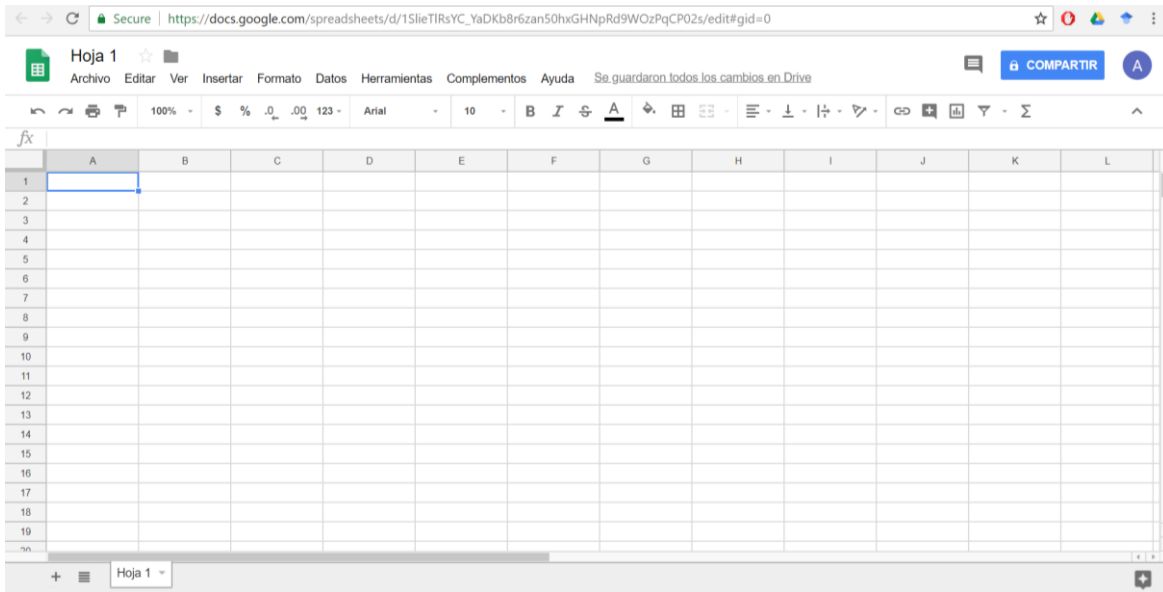 Secure https://docs.google.com/spreadsheets/d/1SlieTlRsYC_YaDKb8r6zan50hxGHNpRd9WOzPqCP02s/edit#gid=0
Hoja 1
Archivo Editar Ver Insertar Formato Datos Herramientas Complementos Ayuda Se guardaron todos los cambios en Drive
COMPARTIR A
100% $ % .0 .00 123 Arial 10 B I S A Σ
fx
A B C D E F G H I J K L
1
2
3
4
5
6
7
8
9
10
11
12
13
14
15
16
17
18
19
20
Hoja 1